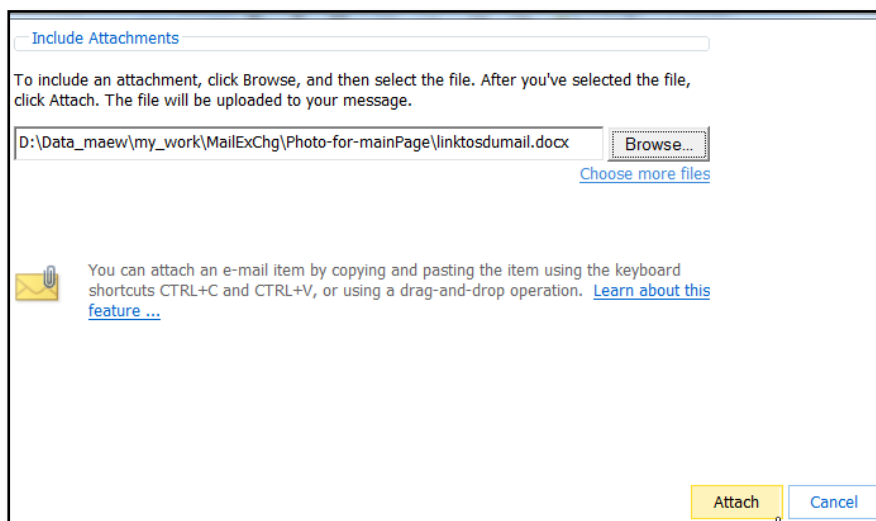 Include Attachments
To include an attachment, click Browse, and then select the file. After you've selected the file,
click Attach. The file will be uploaded to your message.
D:\Data_maew\my_work\MailExChg\Photo-for-mainPage\linktosdumail.docx
Browse...
Choose more files
You can attach an e-mail item by copying and pasting the item using the keyboard
shortcuts CTRL+C and CTRL+V, or using a drag-and-drop operation. Learn about this
feature ...
Attach
Cancel